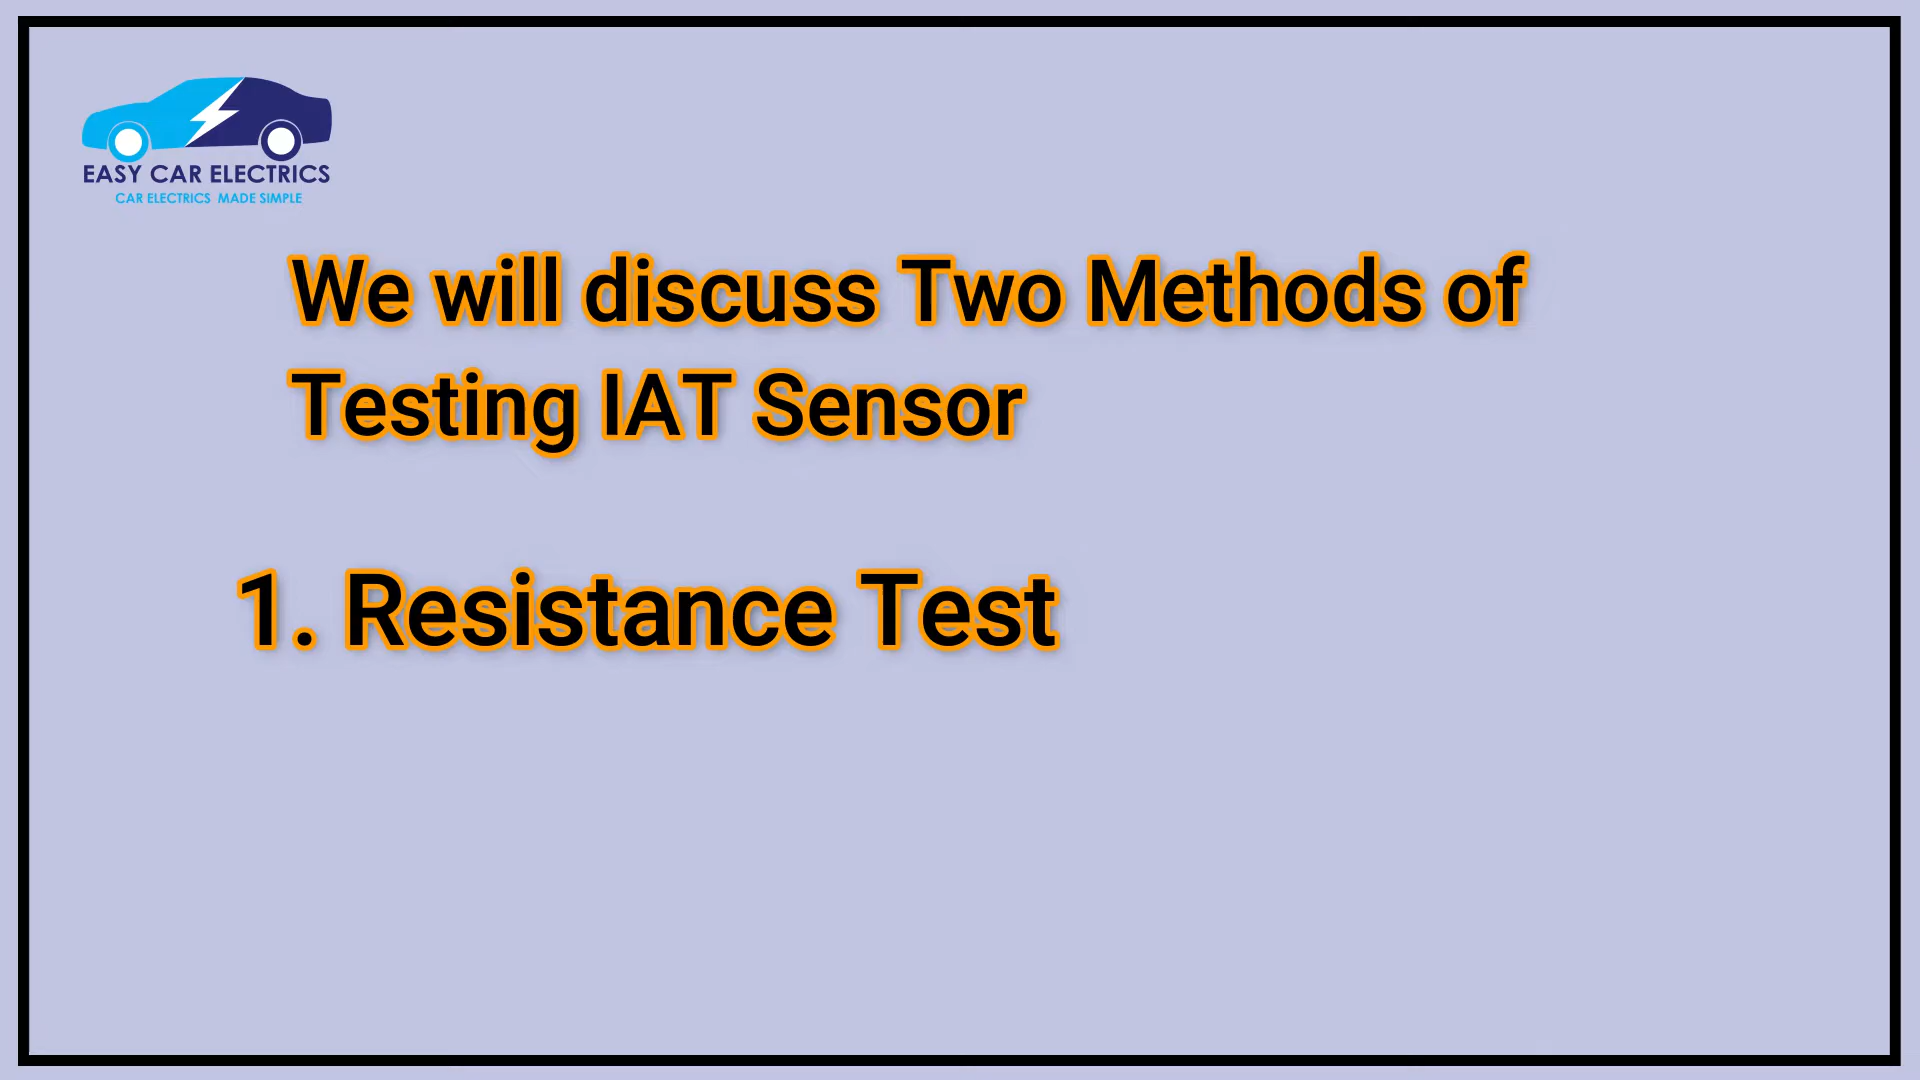 EASY CAR ELECTRICS
CAR ELECTRICS MADE SIMPLE
We will discuss Two Methods of
Testing IAT Sensor
1. Resistance Test